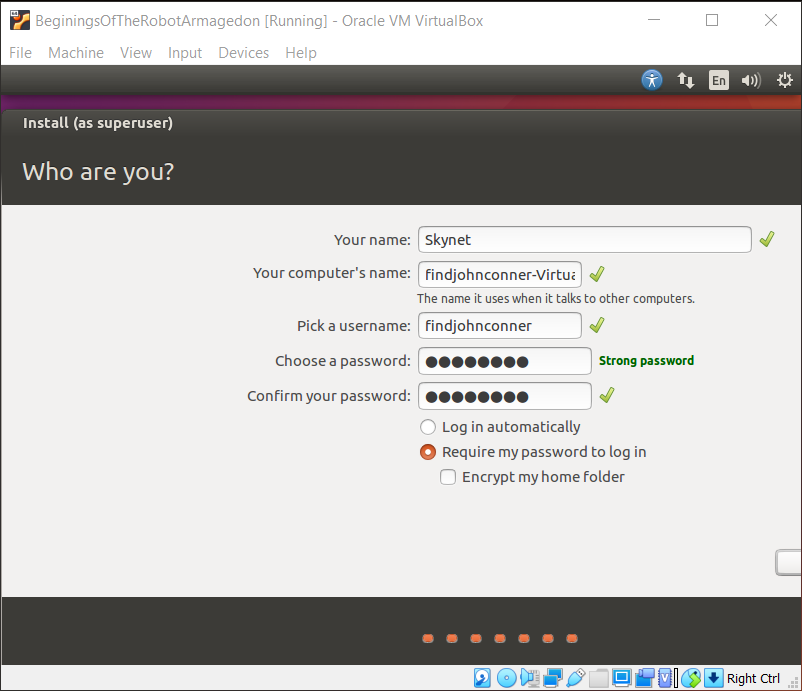 BeginingsOfTheRobotArmagedon [Running] - Oracle VM VirtualBox
File Machine View Input Devices Help
En
Install (as superuser)
Who are you?
Your name: Skynet
Your computer's name: findjohnconner-Virtua
The name it uses when it talks to other computers.
Pick a username: findjohnconner
Choose a password: ●●●●●●●● Strong password
Confirm your password: ●●●●●●●●
Log in automatically
Require my password to log in
Encrypt my home folder
Right Ctrl